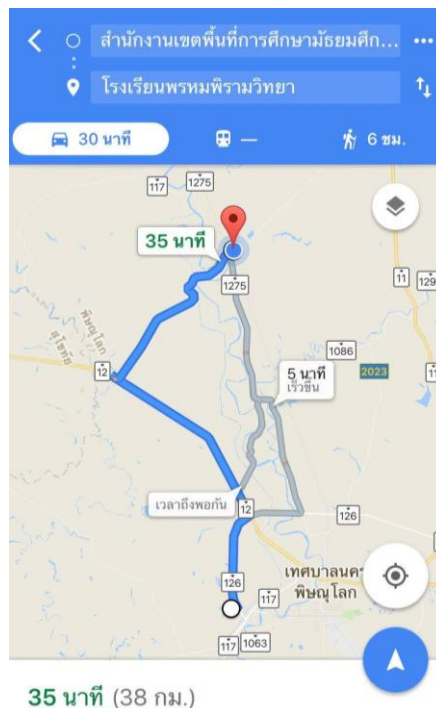 สำนักงานเขตพื้นที่การศึกษามัธยมศึก...
โรงเรียนพรหมพิรามวิทยา
30 นาที
—
6 ชม.
117
1275
35 นาที
1275
11
129
พิษณุโลก
สุโขทัย
12
1086
5 นาที
เร็วขึ้น
2023
11
เวลาถึงพอกัน
12
126
126
เทศบาลนคร
พิษณุโลก
117
117
1063
35 นาที (38 กม.)